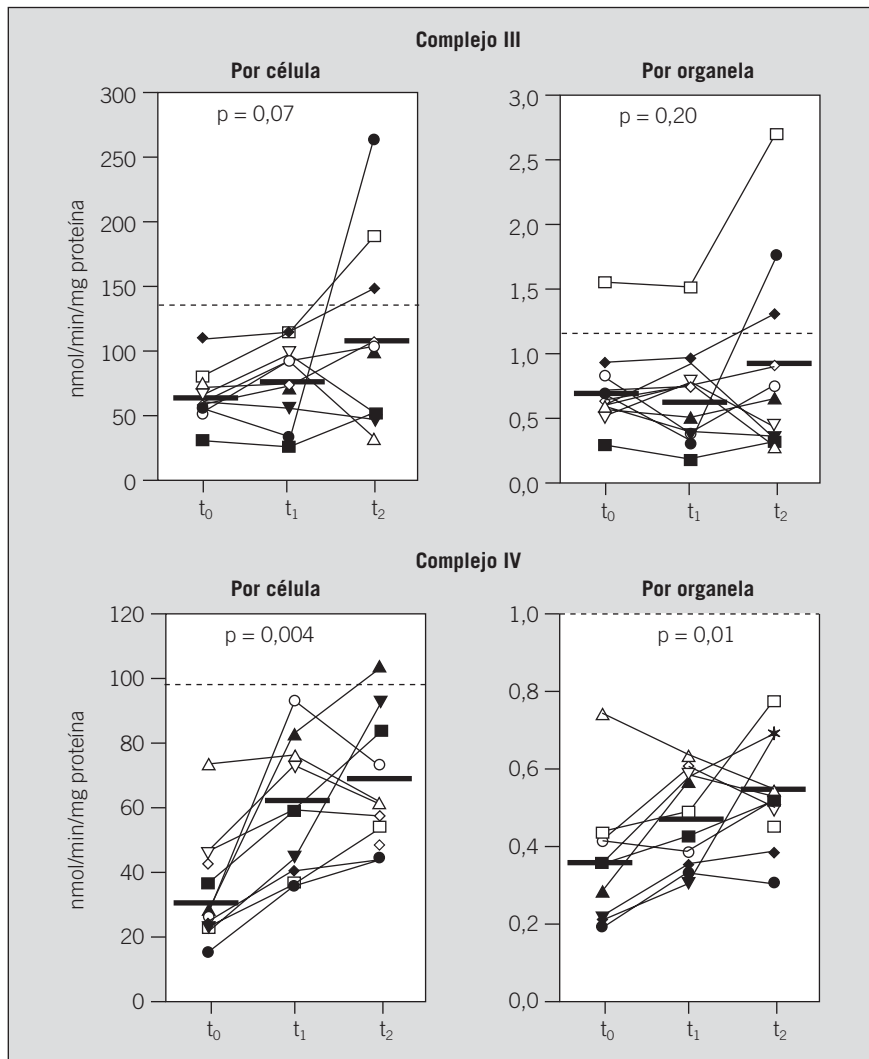 Complejo III
Por célula
Por organela
nmol/min/mg proteína
300
250
200
150
100
50
0
p = 0,07
t0
t1
t2
3,0
2,5
2,0
1,5
1,0
0,5
0,0
p = 0,20
t0
t1
t2
Complejo IV
Por célula
Por organela
nmol/min/mg proteína
120
100
80
60
40
20
0
p = 0,004
t0
t1
t2
1,0
0,8
0,6
0,4
0,2
0,0
p = 0,01
t0
t1
t2